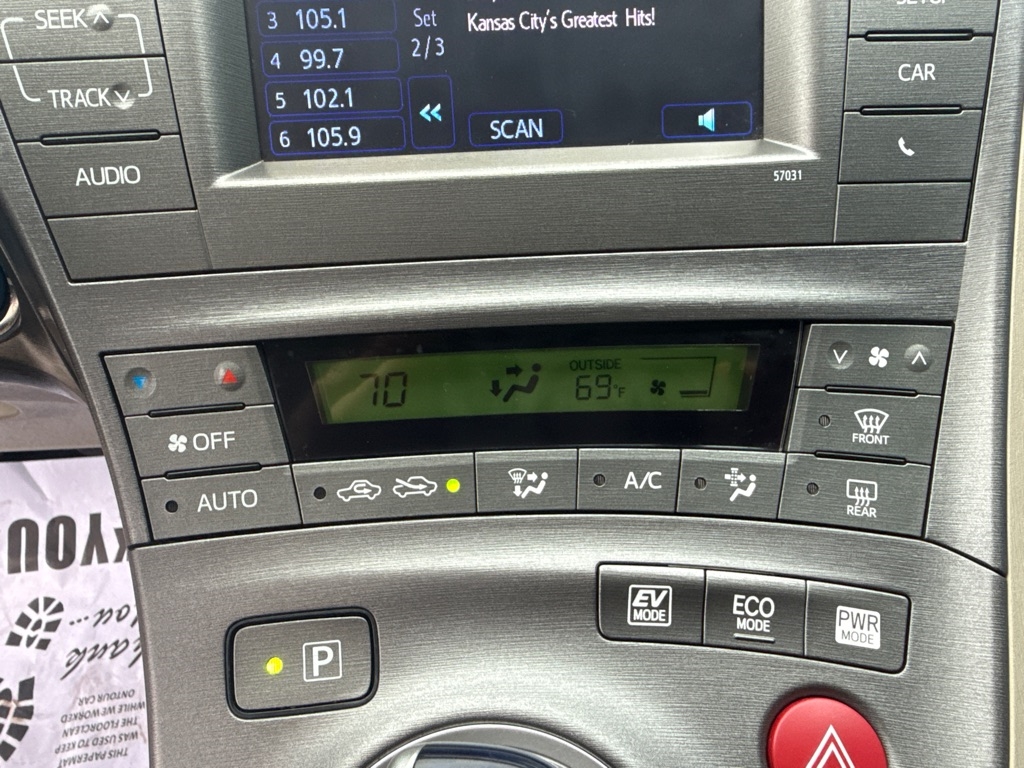 SEEK
TRACK
AUDIO
3 105.1
4 99.7
5 102.1
6 105.9
Set
2/3
Kansas City's Greatest Hits!
SCAN
CAR
57031
70
OUTSIDE
69°F
OFF
AUTO
A/C
FRONT
REAR
EV
MODE
ECO
MODE
PWR
MODE
P
YOU
THIS PAPERMAT
WAS USED TO KEEP
THE FLOOR CLEAN
WHILE WE WORKED
ON YOUR CAR